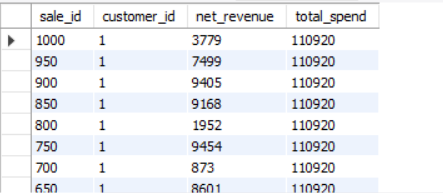 sale_id customer_id net_revenue total_spend
1000 1 3779 110920
950 1 7499 110920
900 1 9405 110920
850 1 9168 110920
800 1 1952 110920
750 1 9454 110920
700 1 873 110920
650 1 8601 110920